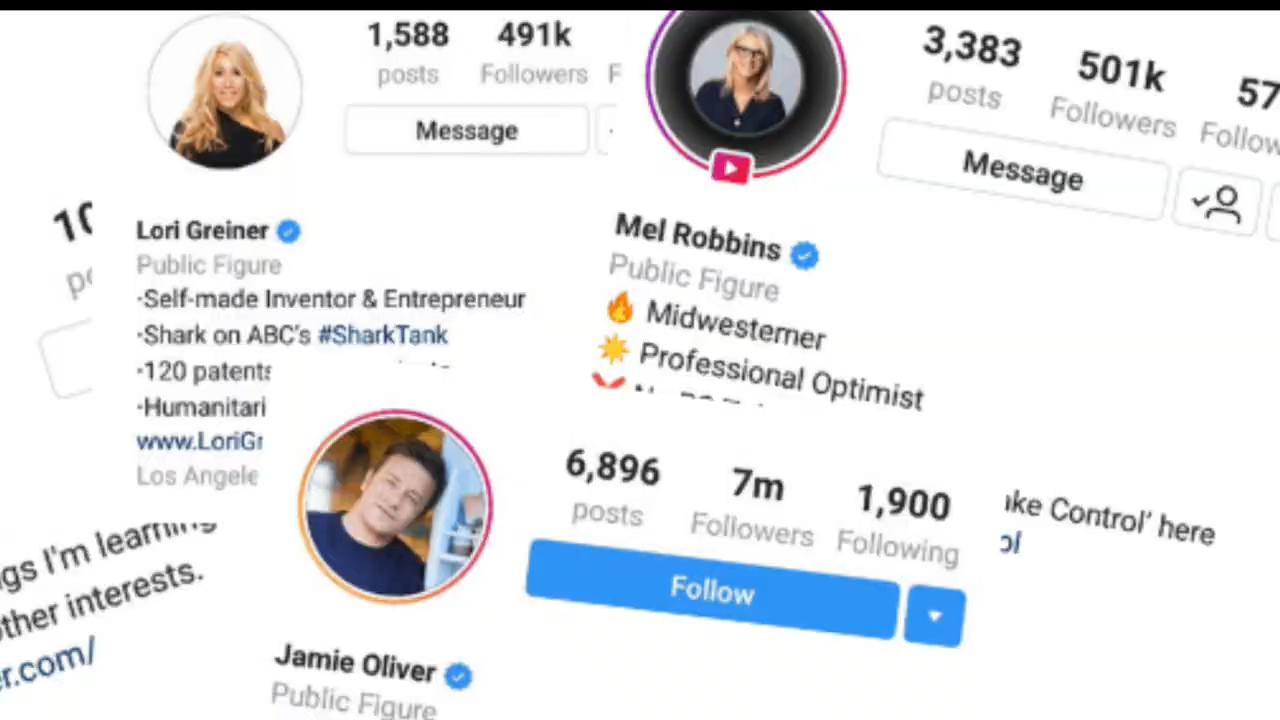 1,588
491k
posts
Followers
Message
Lori Greiner
Public Figure
·Self-made Inventor & Entrepreneur
·Shark on ABC's #SharkTank
·120 patents
·Humanitari
www.LoriGr
Los Angele
3,383
501k
57
posts
Followers
Follow
Message
Mel Robbins
Public Figure
🔥 Midwesterner
☀️ Professional Optimist
ke Control' here
ol
10
gs I'm learning
ther interests.
r.com/
6,896
7m
1,900
posts
Followers
Following
Follow
Jamie Oliver
Public Figure